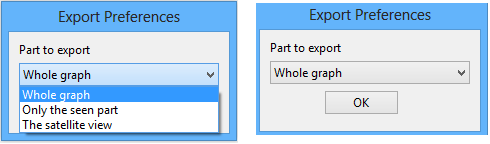 Export Preferences
Part to export
Whole graph
Whole graph
Only the seen part
The satellite view
Export Preferences
Part to export
Whole graph
OK